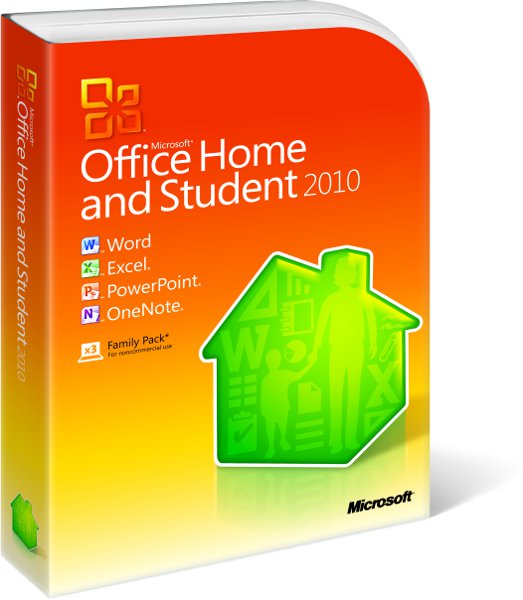 Microsoft®
Office Home
and Student 2010
Word
Excel®
PowerPoint®
OneNote®
x3
Family Pack*
For noncommercial use
W
X
Microsoft®
Microsoft®
Office Home and Student 2010